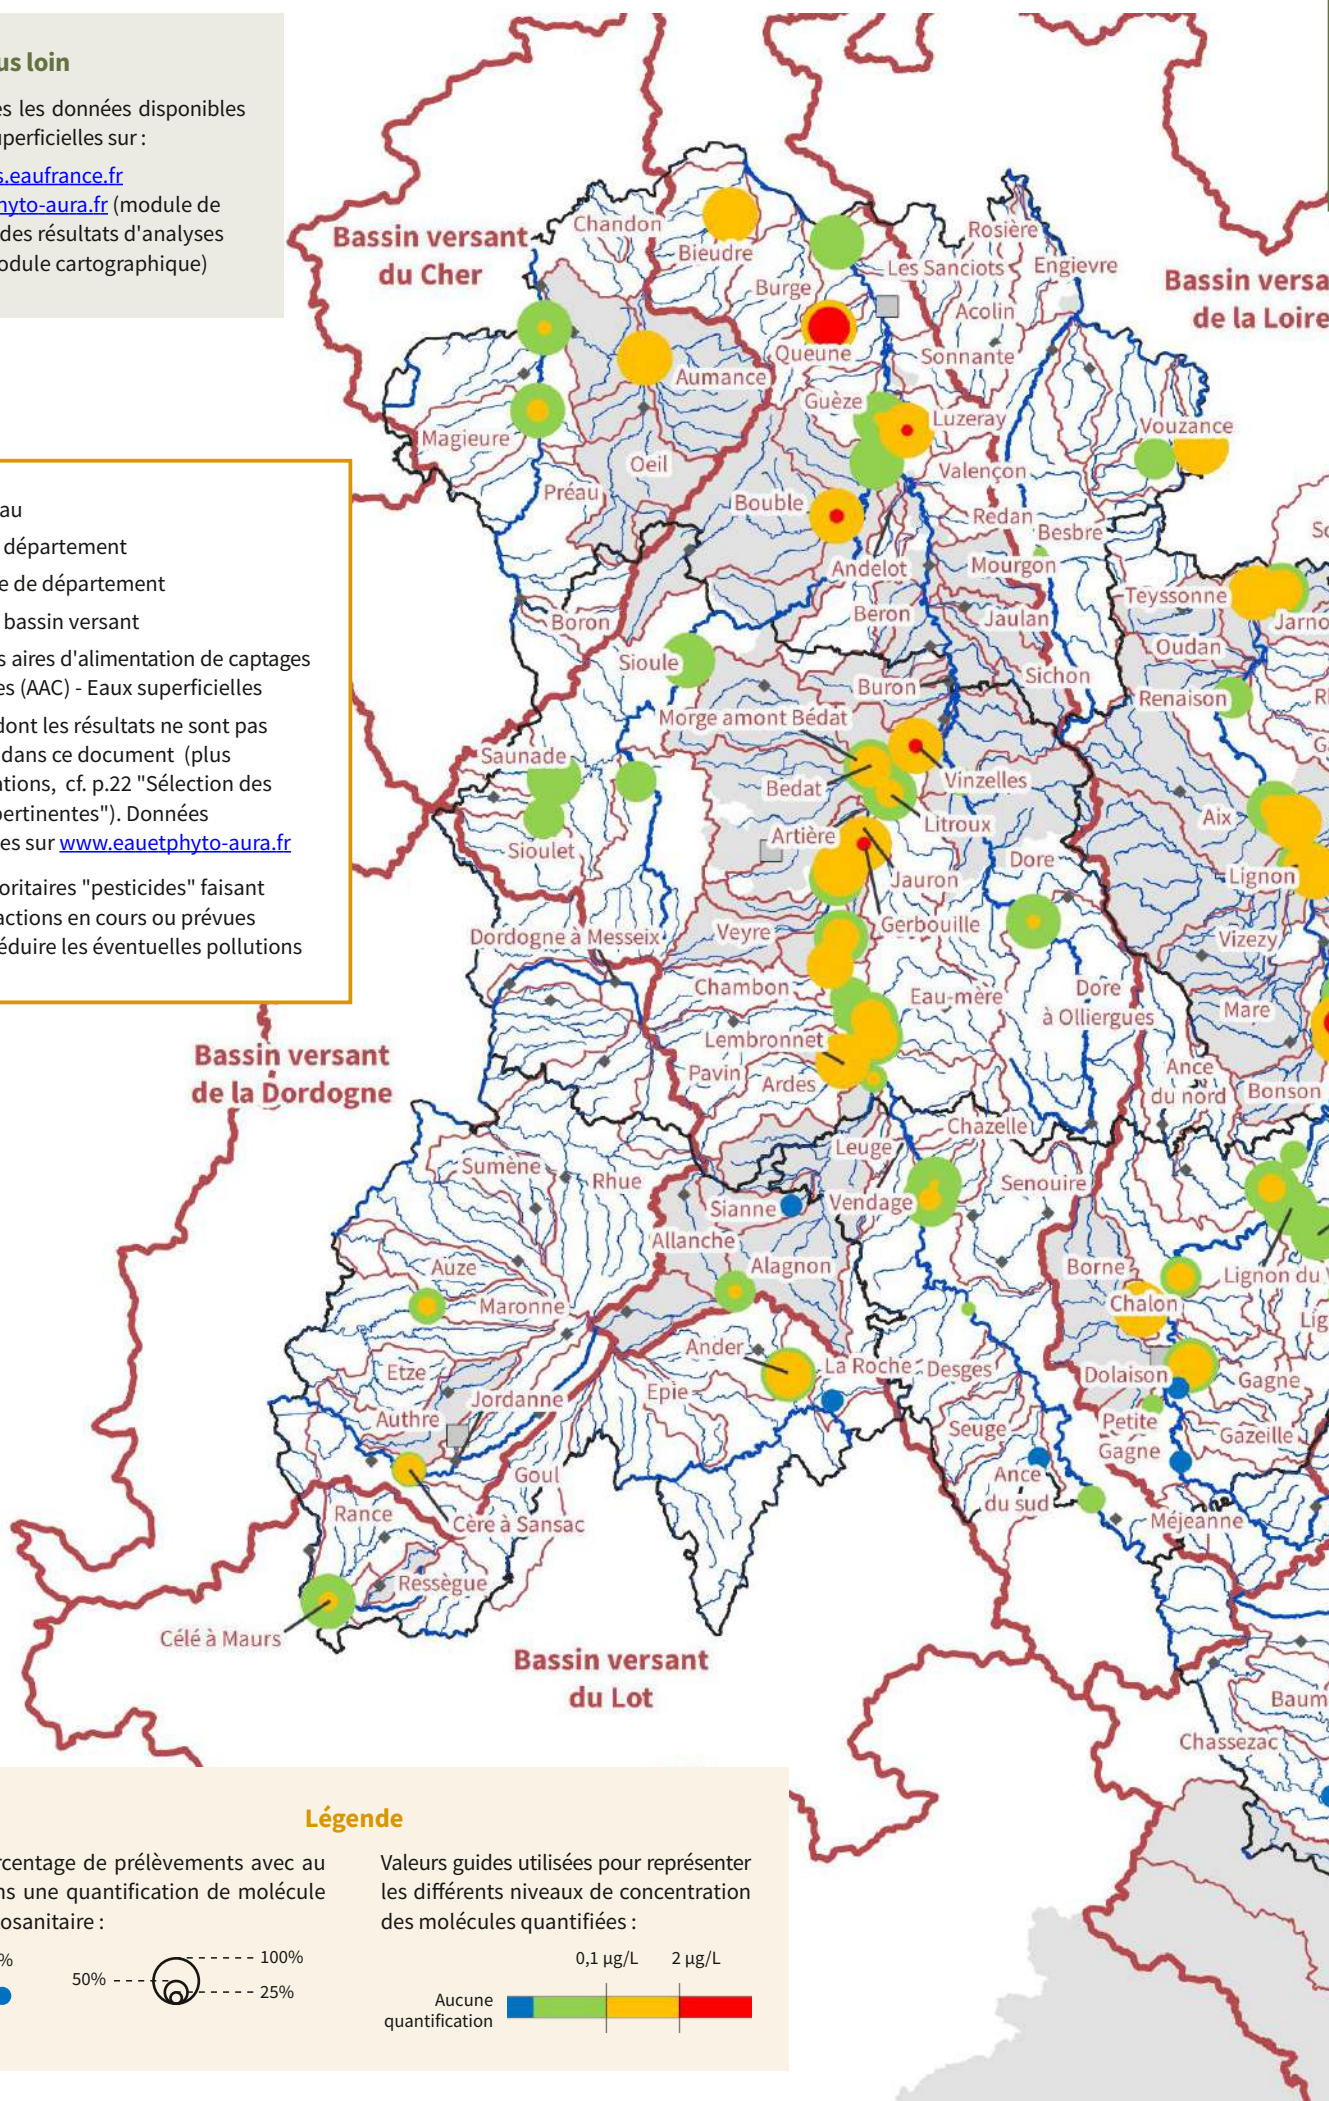 us loin
es les données disponibles
uperficielles sur :
s.eaufrance.fr
hyto-aura.fr (module de
des résultats d'analyses
odule cartographique)
Bassin versant
du Cher
Chandon
Bieudre
Burge
Rosière
Les Sanciots
Engievre
Acolin
Bassin versa
de la Loire
Queune
Sonnante
Aumance
Guèze
Luzeray
Vouzance
Magieure
Oeil
Valençon
Préau
Bouble
Redan
Besbre
Andelot
Mourgon
Teyssonne
Boron
Beron
Jaulan
Jarno
Oudan
Sioule
Buron
Sichon
Renaison
Morge amont Bédat
Saunade
Bedat
Vinzelles
Aix
Litroux
Artière
Sioulet
Dore
Jauron
Lignon
Gerbouille
Veyre
Dordogne à Messeix
Vizezy
Chambon
Eau-mère
Dore
à Olliergues
Mare
Lembronnet
Pavin
Ardes
Ance
du nord
Bonson
au
département
e de département
bassin versant
s aires d'alimentation de captages
es (AAC) - Eaux superficielles
dont les résultats ne sont pas
dans ce document (plus
ations, cf. p.22 "Sélection des
pertinentes"). Données
es sur www.eauetphyto-aura.fr
oritaires "pesticides" faisant
actions en cours ou prévues
éduire les éventuelles pollutions
Bassin versant
de la Dordogne
Chazelle
Leuge
Sumène
Rhue
Senouire
Sianne
Vendage
Allanche
Auze
Alagnon
Borne
Lignon du
Maronne
Chalon
Lig
Ander
La Roche
Desges
Etze
Epie
Dolaison
Gagne
Jordanne
Authre
Petite
Gagne
Seuge
Gazeille
Goul
Ance
du sud
Rance
Cère à Sansac
Méjeanne
Ressègue
Célé à Maurs
Bassin versant
du Lot
Baum
Chassezac
Légende
rcentage de prélèvements avec au
ns une quantification de molécule
osanitaire :
%
50%
100%
25%
Valeurs guides utilisées pour représenter
les différents niveaux de concentration
des molécules quantifiées :
0,1 µg/L 2 µg/L
Aucune
quantification